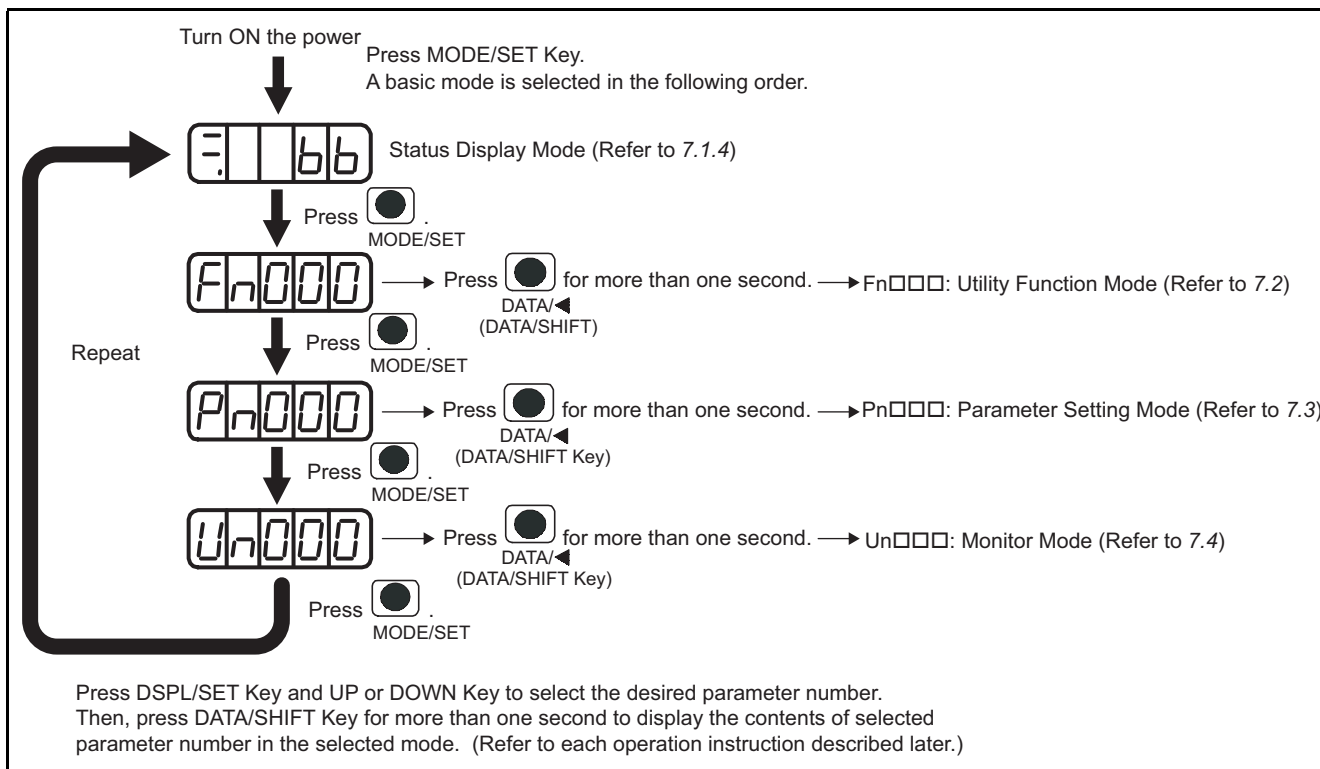 Turn ON the power
Press MODE/SET Key.
A basic mode is selected in the following order.
bb
Status Display Mode (Refer to 7.1.4)
Press .
MODE/SET
Fn000
Press for more than one second.
DATA/◀
(DATA/SHIFT)
Fn□□□: Utility Function Mode (Refer to 7.2)
Press .
MODE/SET
Repeat
Pn000
Press for more than one second.
DATA/◀
(DATA/SHIFT Key)
Pn□□□: Parameter Setting Mode (Refer to 7.3)
Press .
MODE/SET
Un000
Press for more than one second.
DATA/◀
(DATA/SHIFT Key)
Un□□□: Monitor Mode (Refer to 7.4)
Press .
MODE/SET
Press DSPL/SET Key and UP or DOWN Key to select the desired parameter number.
Then, press DATA/SHIFT Key for more than one second to display the contents of selected
parameter number in the selected mode. (Refer to each operation instruction described later.)